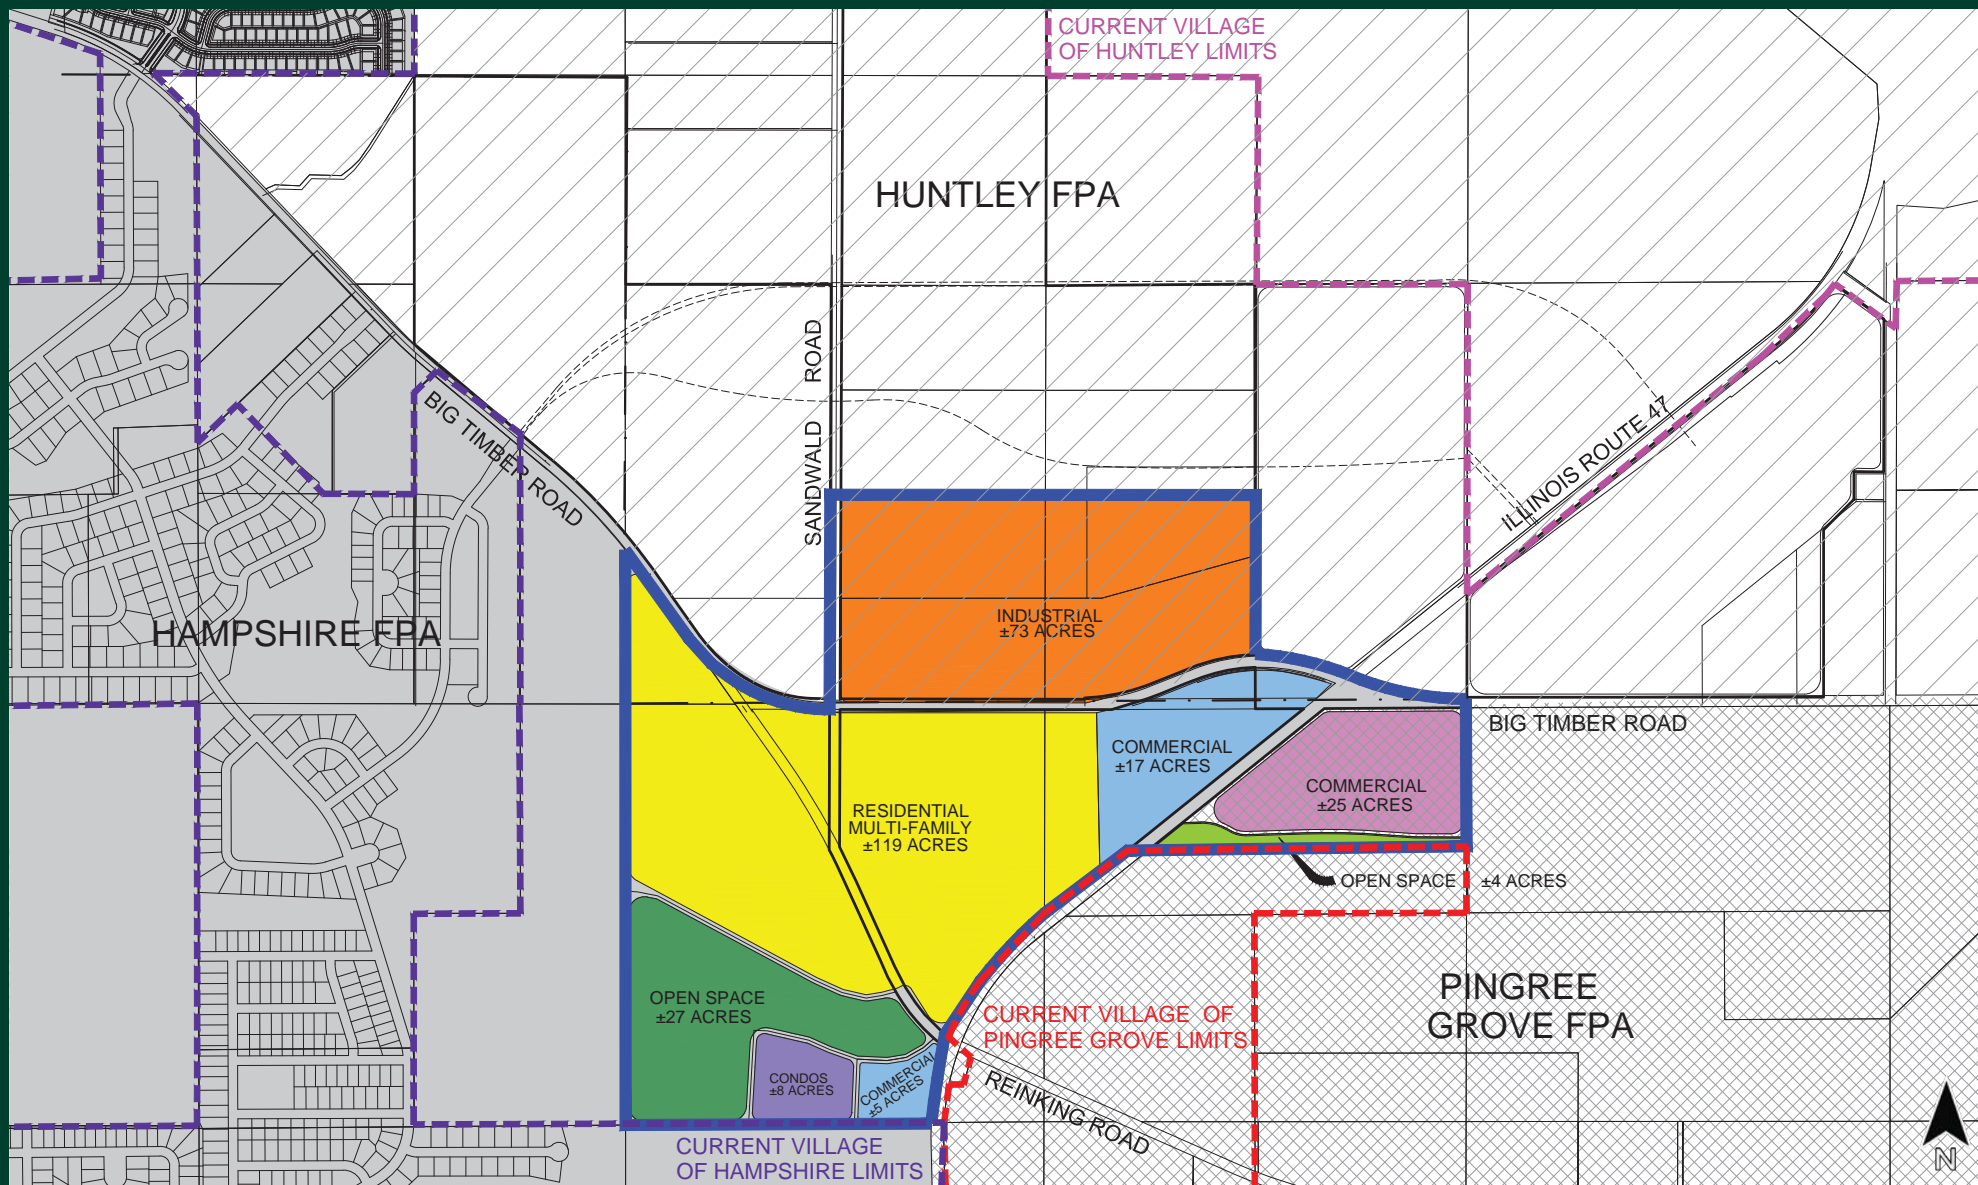 CURRENT VILLAGE
OF HUNTLEY LIMITS
HUNTLEY FPA
SANDWALD ROAD
BIG TIMBER ROAD
ILLINOIS ROUTE 47
HAMPSHIRE FPA
INDUSTRIAL
±73 ACRES
BIG TIMBER ROAD
COMMERCIAL
±17 ACRES
COMMERCIAL
±25 ACRES
RESIDENTIAL
MULTI-FAMILY
±119 ACRES
OPEN SPACE ±4 ACRES
OPEN SPACE
±27 ACRES
PINGREE
GROVE FPA
CURRENT VILLAGE OF
PINGREE GROVE LIMITS
CONDOS
±8 ACRES
COMMERCIAL
±5 ACRES
REINKING ROAD
CURRENT VILLAGE
OF HAMPSHIRE LIMITS
N